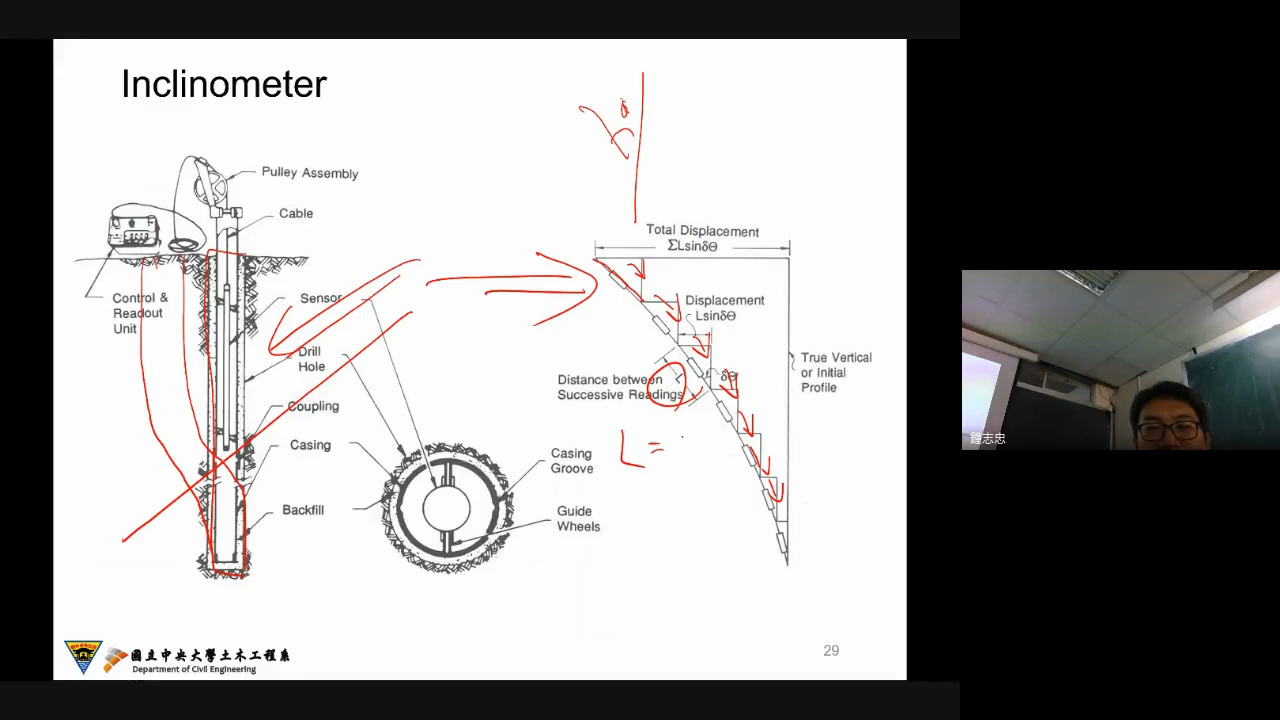 Inclinometer
Pulley Assembly
Cable
Control &
Readout
Unit
Sensor
Drill
Hole
Coupling
Casing
Backfill
Casing
Groove
Guide
Wheels
θ
Total Displacement
ΣLsinδΘ
Displacement
LsinδΘ
δΘ
L
Distance between
Successive Readings
True Vertical
or Initial
Profile
L =
國立中央大學土木工程系
Department of Civil Engineering
29
鐘志忠